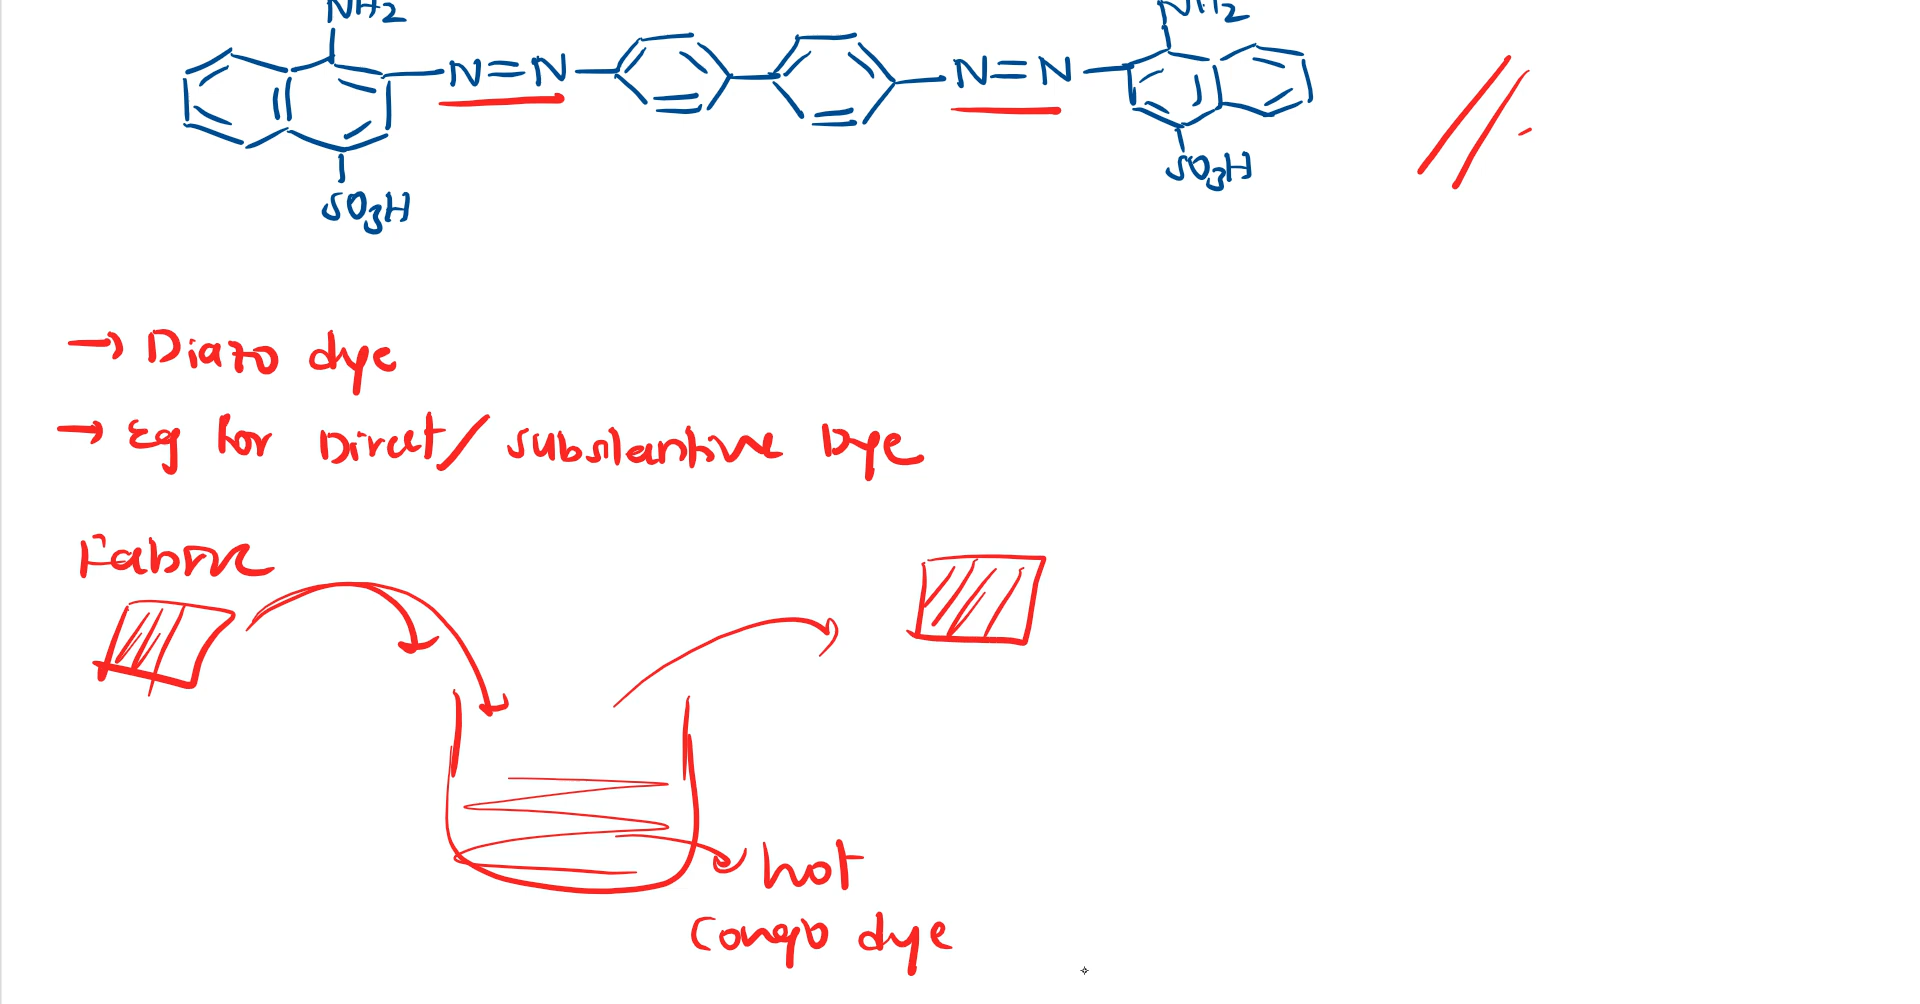 NH2 NH2
N=N N=N
SO3H
SO3H
→ Diazo dye
→ Eg for Direct/substantive Dye
Fabric
hot
Congo dye